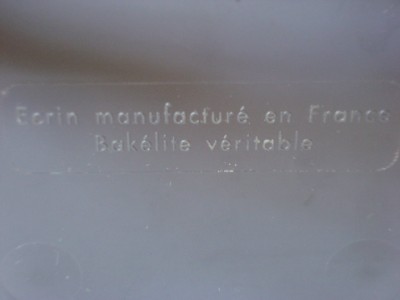 Ecrin manufacturé en France
Bakélite véritable